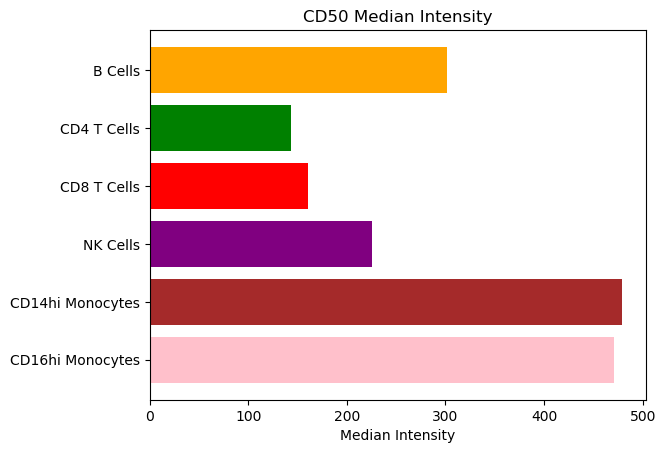 CD50 Median Intensity
B Cells
CD4 T Cells
CD8 T Cells
NK Cells
CD14hi Monocytes
CD16hi Monocytes
0 100 200 300 400 500
Median Intensity